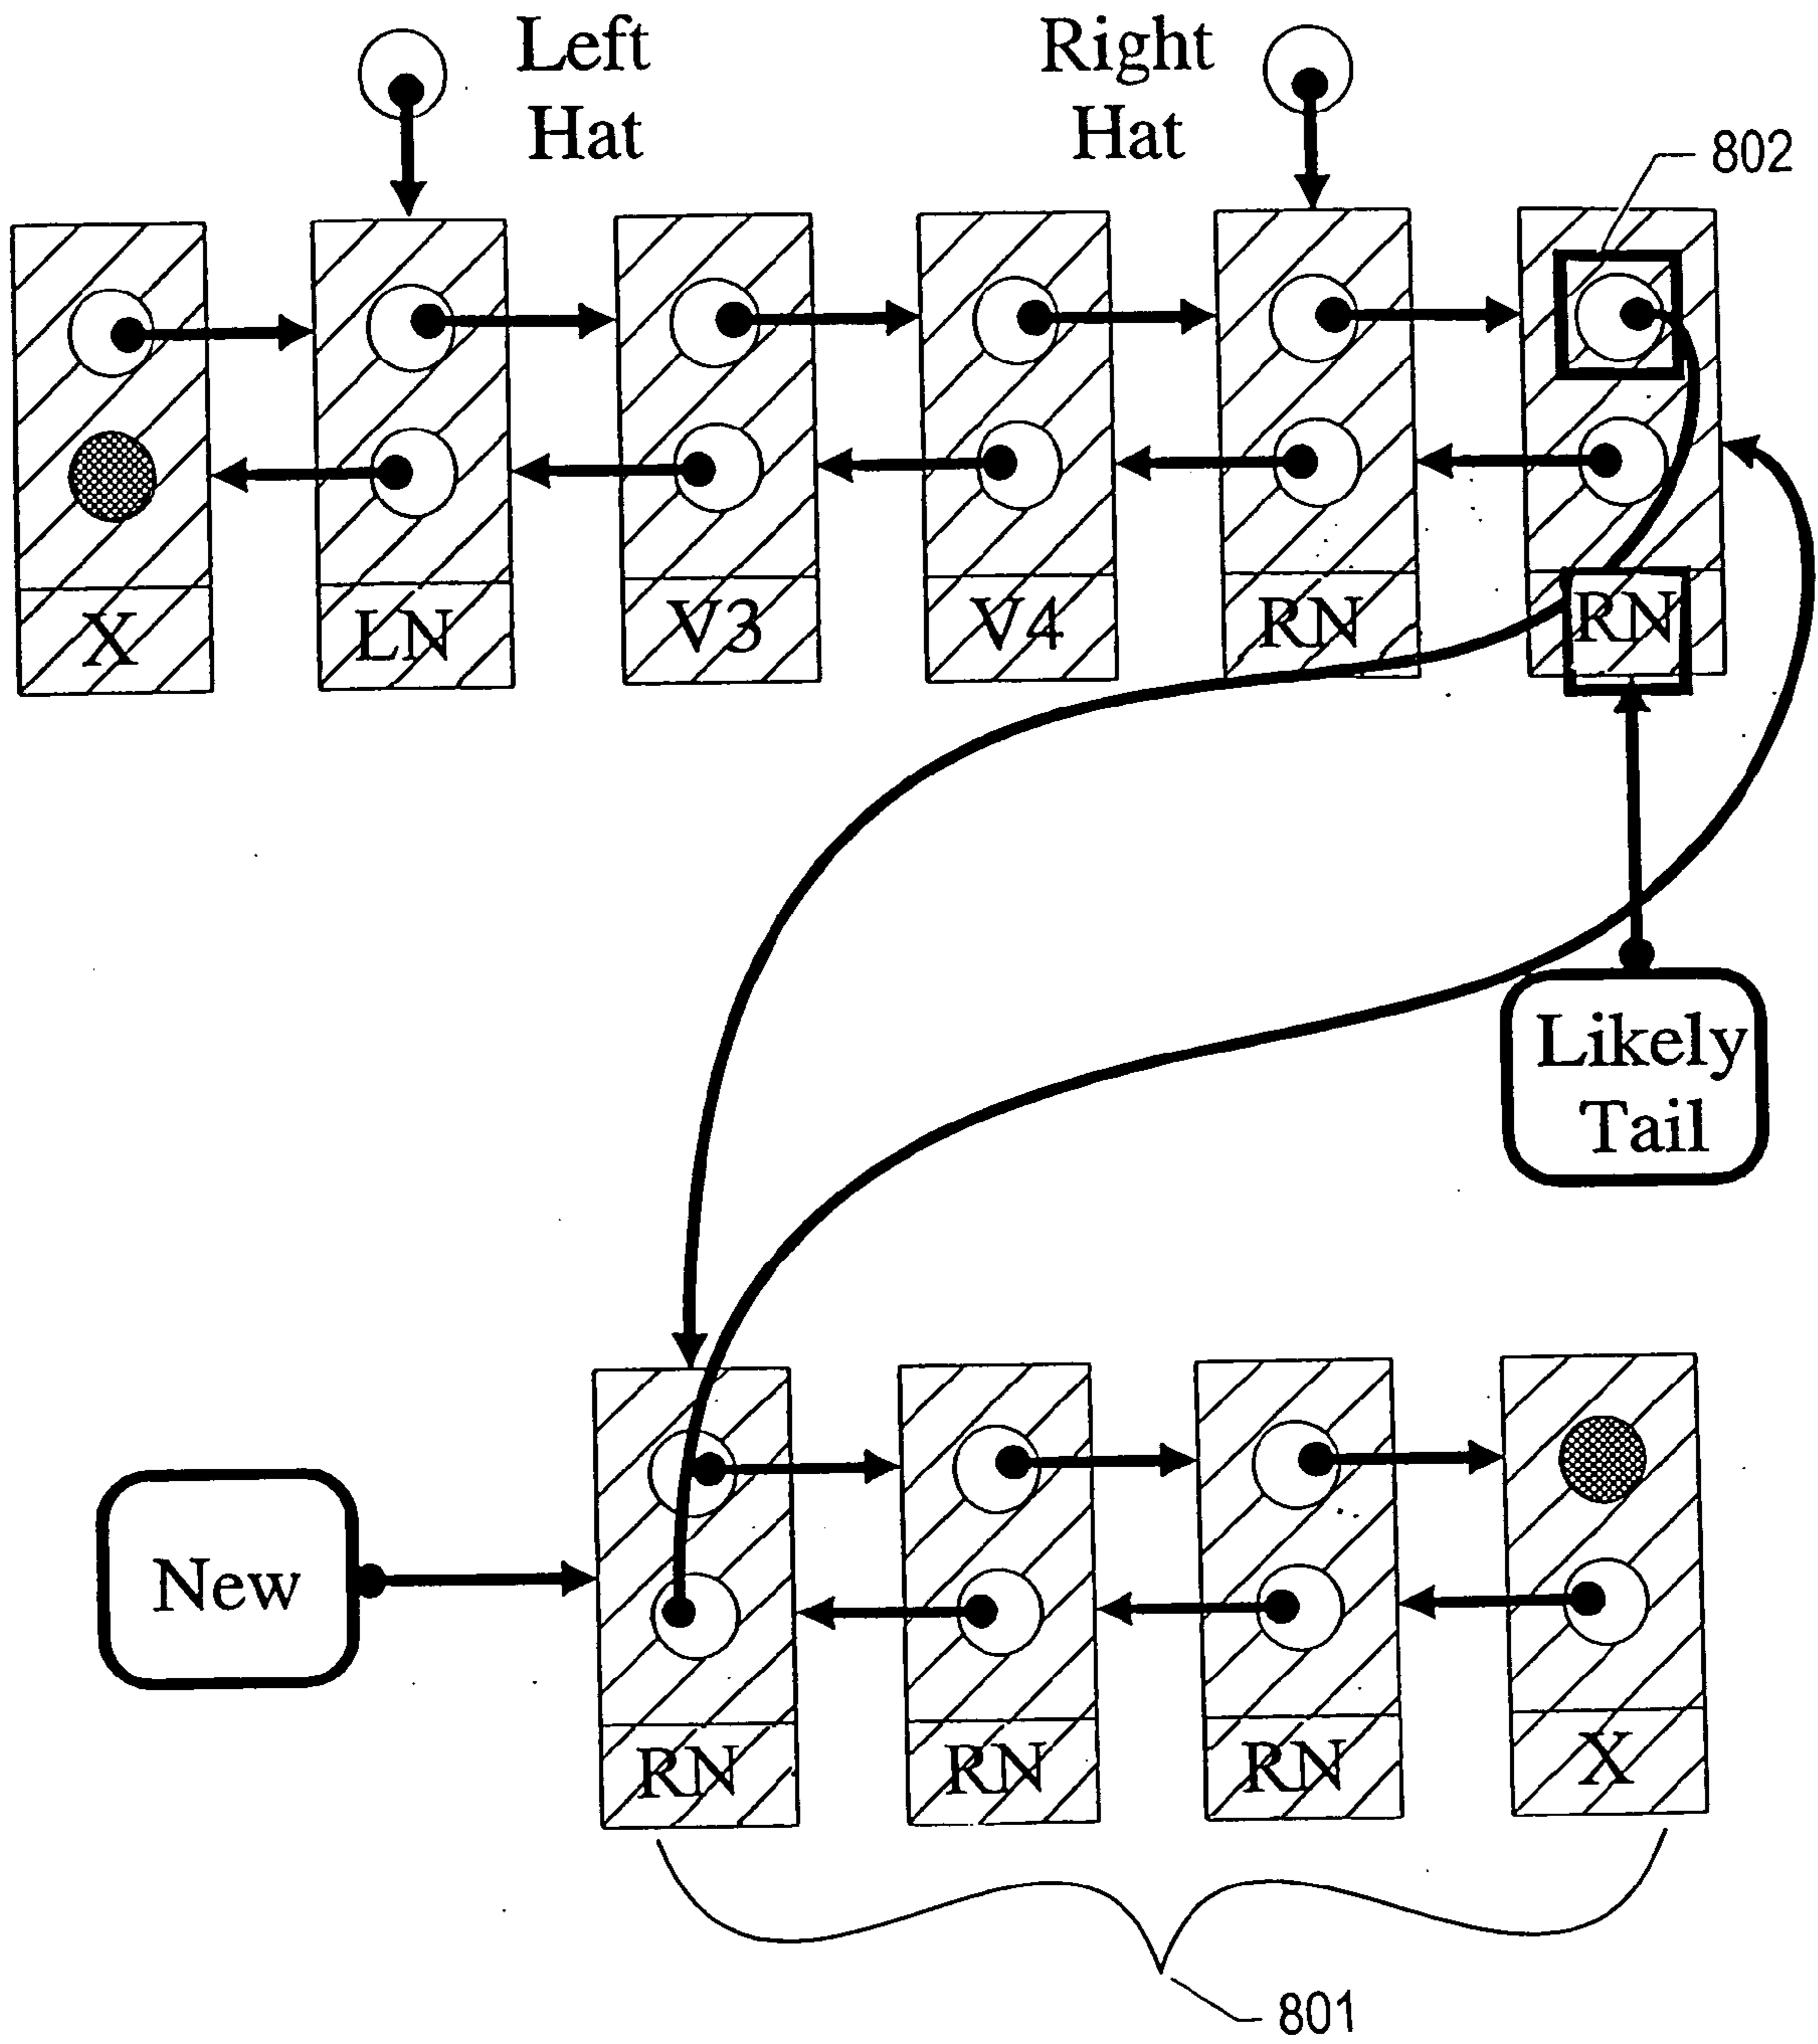 Left
Hat
Right
Hat
802
X
LN
V3
V4
RN
RN
Likely
Tail
New
RN
RN
RN
X
801